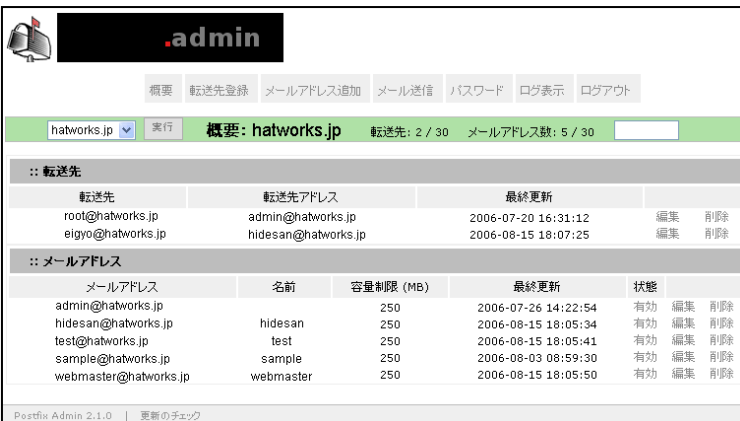 .admin
概要 転送先登録 メールアドレス追加 メール送信 パスワード ログ表示 ログアウト
hatworks.jp 実行 概要: hatworks.jp 転送先: 2 / 30 メールアドレス数: 5 / 30
:: 転送先
転送先 転送先アドレス 最終更新
root@hatworks.jp admin@hatworks.jp 2006-07-20 16:31:12 編集 削除
eigyo@hatworks.jp hidesan@hatworks.jp 2006-08-15 18:07:25 編集 削除
:: メールアドレス
メールアドレス 名前 容量制限 (MB) 最終更新 状態
admin@hatworks.jp 250 2006-07-26 14:22:54 有効 編集 削除
hidesan@hatworks.jp hidesan 250 2006-08-15 18:05:34 有効 編集 削除
test@hatworks.jp test 250 2006-08-15 18:05:41 有効 編集 削除
sample@hatworks.jp sample 250 2006-08-03 08:59:30 有効 編集 削除
webmaster@hatworks.jp webmaster 250 2006-08-15 18:05:50 有効 編集 削除
Postfix Admin 2.1.0 | 更新のチェック